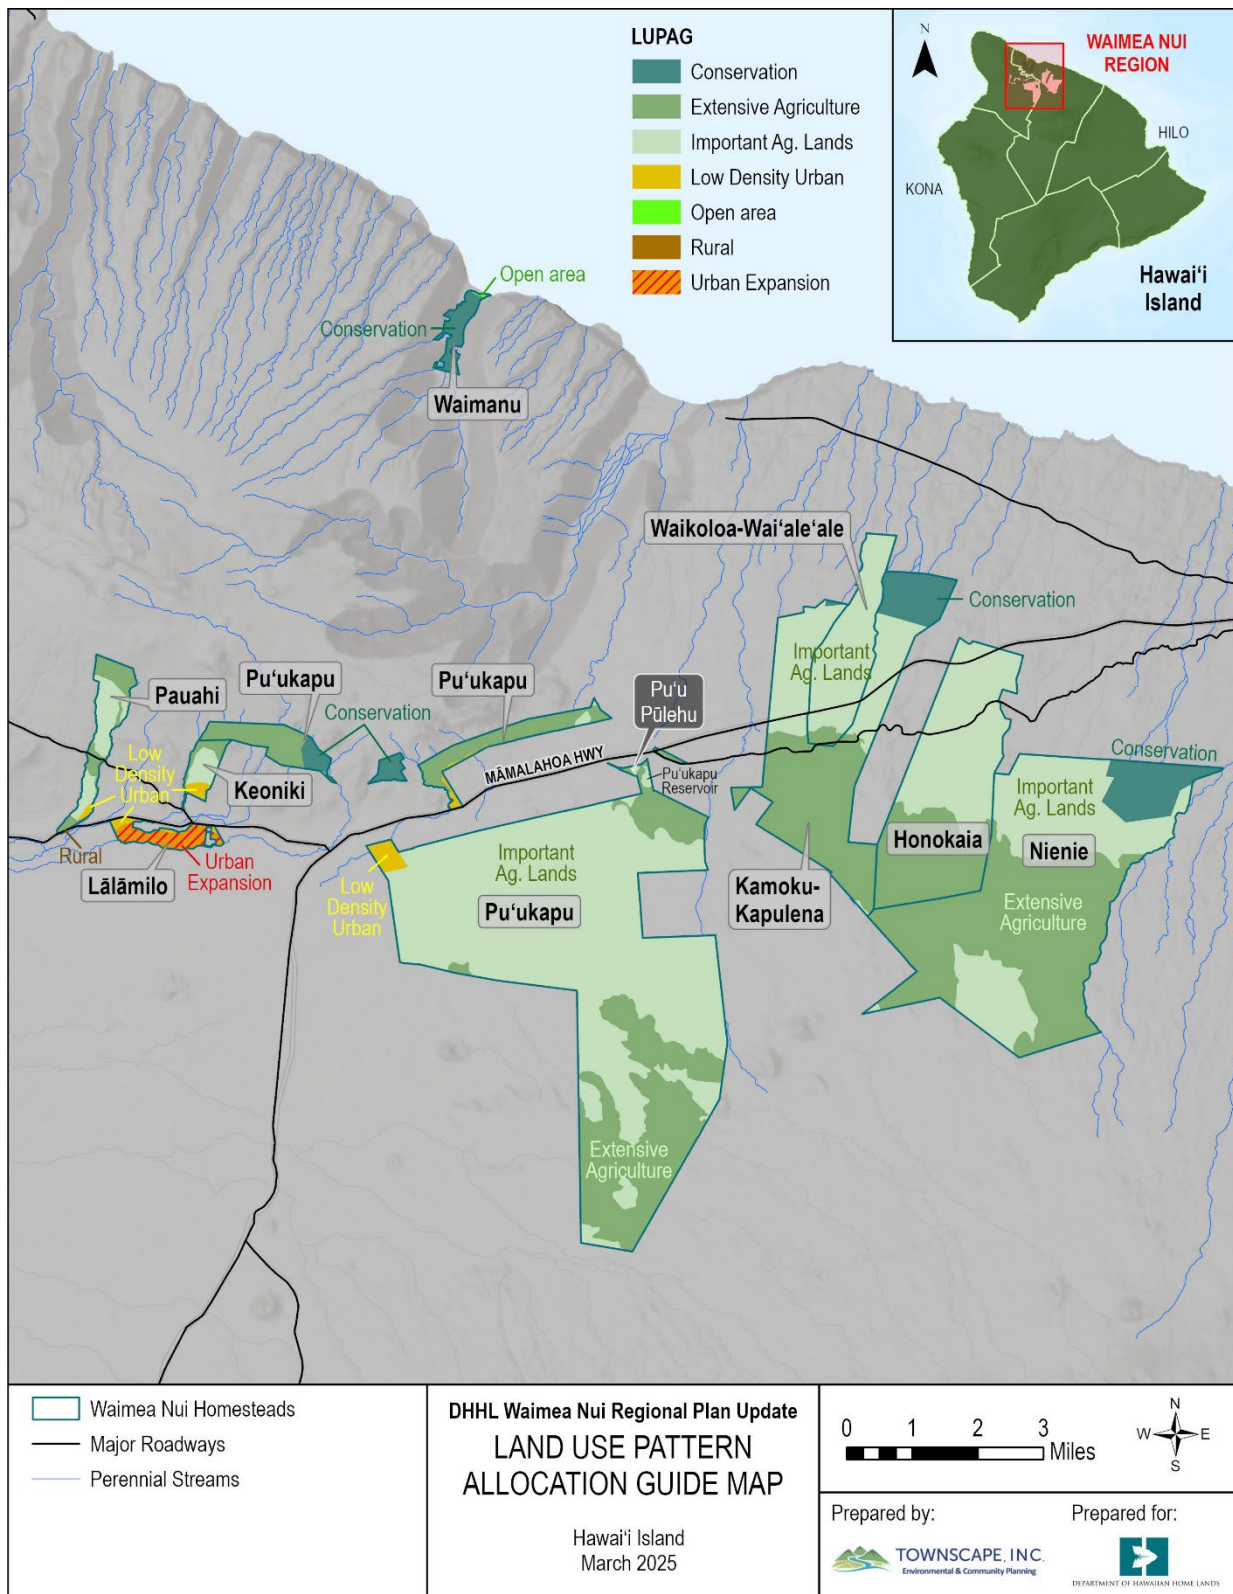 LUPAG
Conservation
Extensive Agriculture
Important Ag. Lands
Low Density Urban
Open area
Rural
Urban Expansion
N
WAIMEA NUI
REGION
HILO
KONA
Hawai‘i
Island
Open area
Conservation
Waimanu
Waikoloa-Wai‘ale‘ale
Conservation
Important
Ag. Lands
Pauahi
Pu‘ukapu
Conservation
Pu‘ukapu
Pu‘u
Pūlehu
MĀMALAHOA HWY
Pu‘ukapu
Reservoir
Low
Density
Urban
Keoniki
Rural
Lālāmilo
Urban
Expansion
Low
Density
Urban
Important
Ag. Lands
Pu‘ukapu
Extensive
Agriculture
Kamoku-
Kapulena
Honokaia
Important
Ag. Lands
Conservation
Nienie
Extensive
Agriculture
Waimea Nui Homesteads
Major Roadways
Perennial Streams
DHHL Waimea Nui Regional Plan Update
LAND USE PATTERN
ALLOCATION GUIDE MAP
Hawai‘i Island
March 2025
0 1 2 3
Miles
N
W E
S
Prepared by:
TOWNSCAPE, INC.
Environmental & Community Planning
Prepared for:
DEPARTMENT OF HAWAIIAN HOME LANDS